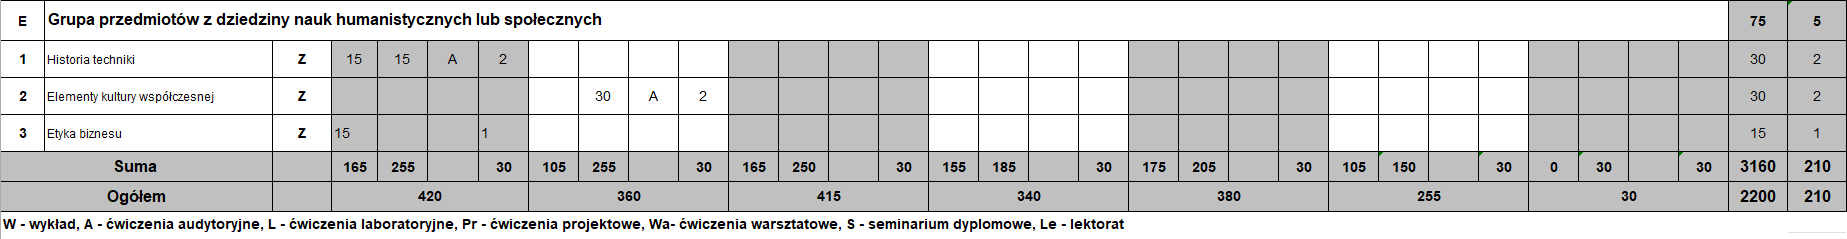 E Grupa przedmiotów z dziedziny nauk humanistycznych lub społecznych 75 5
1 Historia techniki Z 15 15 A 2 30 2
2 Elementy kultury współczesnej Z 30 A 2 30 2
3 Etyka biznesu Z 15 1 15 1
Suma 165 255 30 105 255 30 165 250 30 155 185 30 175 205 30 105 150 30 0 30 30 3160 210
Ogółem 420 360 415 340 380 255 30 2200 210
W - wykład, A - ćwiczenia audytoryjne, L - ćwiczenia laboratoryjne, Pr - ćwiczenia projektowe, Wa- ćwiczenia warsztatowe, S - seminarium dyplomowe, Le - lektorat